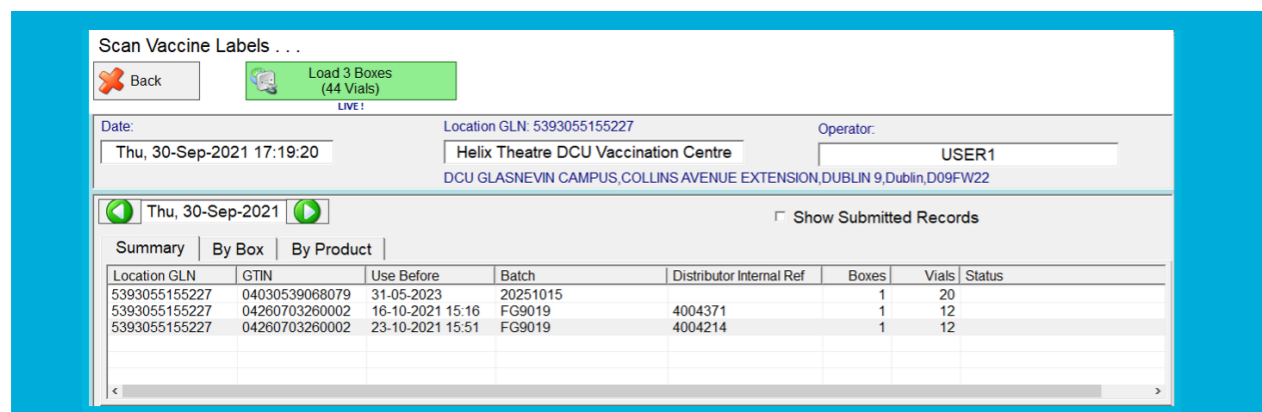 Scan Vaccine Labels . . .
Back
Load 3 Boxes
(44 Vials)
LIVE !
Date:
Location GLN: 5393055155227
Operator:
Thu, 30-Sep-2021 17:19:20
Helix Theatre DCU Vaccination Centre
USER1
DCU GLASNEVIN CAMPUS,COLLINS AVENUE EXTENSION,DUBLIN 9,Dublin,D09FW22
Thu, 30-Sep-2021
Show Submitted Records
Summary By Box By Product
Location GLN GTIN Use Before Batch Distributor Internal Ref Boxes Vials Status
5393055155227 04030539068079 31-05-2023 20251015 1 20
5393055155227 04260703260002 16-10-2021 15:16 FG9019 4004371 1 12
5393055155227 04260703260002 23-10-2021 15:51 FG9019 4004214 1 12